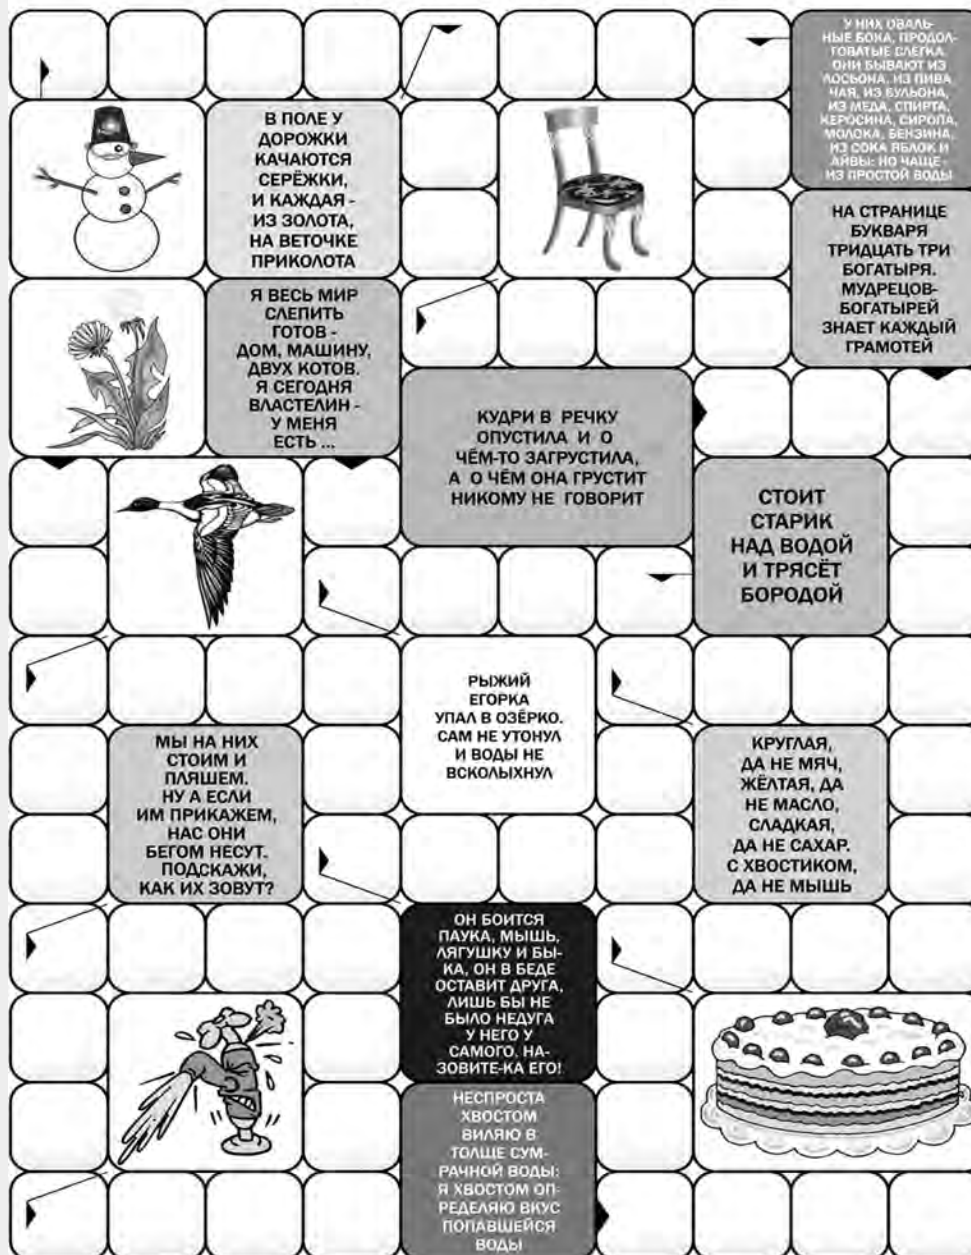 У НИХ ОВАЛЬ-
НЫЕ БОКА, ПРОДОЛ-
ГОВАТЫЕ СЛЕГКА.
ОНИ БЫВАЮТ ИЗ
ЛОСЬОНА, ИЗ ПИВА
ЧАЯ, ИЗ БУЛЬОНА,
ИЗ МЕДА, СПИРТА,
КЕРОСИНА, СИРОПА,
МОЛОКА, БЕНЗИНА,
ИЗ СОКА ЯБЛОК И
АЙВЫ: НО ЧАЩЕ -
ИЗ ПРОСТОЙ ВОДЫ
В ПОЛЕ У
ДОРОЖКИ
КАЧАЮТСЯ
СЕРЁЖКИ,
И КАЖДАЯ -
ИЗ ЗОЛОТА,
НА ВЕТОЧКЕ
ПРИКОЛОТА
НА СТРАНИЦЕ
БУКВАРЯ
ТРИДЦАТЬ ТРИ
БОГАТЫРЯ.
МУДРЕЦОВ-
БОГАТЫРЕЙ
ЗНАЕТ КАЖДЫЙ
ГРАМОТЕЙ
Я ВЕСЬ МИР
СЛЕПИТЬ
ГОТОВ -
ДОМ, МАШИНУ,
ДВУХ КОТОВ.
Я СЕГОДНЯ
ВЛАСТЕЛИН -
У МЕНЯ
ЕСТЬ ...
КУДРИ В РЕЧКУ
ОПУСТИЛА И О
ЧЁМ-ТО ЗАГРУСТИЛА,
А О ЧЁМ ОНА ГРУСТИТ
НИКОМУ НЕ ГОВОРИТ
СТОИТ
СТАРИК
НАД ВОДОЙ
И ТРЯСЁТ
БОРОДОЙ
РЫЖИЙ
ЕГОРКА
УПАЛ В ОЗЁРКО.
САМ НЕ УТОНУЛ
И ВОДЫ НЕ
ВСКОЛЫХНУЛ
МЫ НА НИХ
СТОИМ И
ПЛЯШЕМ.
НУ А ЕСЛИ
ИМ ПРИКАЖЕМ,
НАС ОНИ
БЕГОМ НЕСУТ.
ПОДСКАЖИ,
КАК ИХ ЗОВУТ?
КРУГЛАЯ,
ДА НЕ МЯЧ,
ЖЁЛТАЯ, ДА
НЕ МАСЛО,
СЛАДКАЯ,
ДА НЕ САХАР.
С ХВОСТИКОМ,
ДА НЕ МЫШЬ
ОН БОИТСЯ
ПАУКА, МЫШЬ,
ЛЯГУШКУ И БЫ-
КА, ОН В БЕДЕ
ОСТАВИТ ДРУГА,
ЛИШЬ БЫ НЕ
БЫЛО НЕДУГА
У НЕГО У
САМОГО. НА-
ЗОВИТЕ-КА ЕГО!
НЕСПРОСТА
ХВОСТОМ
ВИЛЯЮ В
ТОЛЩЕ СУМ-
РАЧНОЙ ВОДЫ:
Я ХВОСТОМ ОП-
РЕДЕЛЯЮ ВКУС
ПОПАВШЕЙСЯ
ВОДЫ